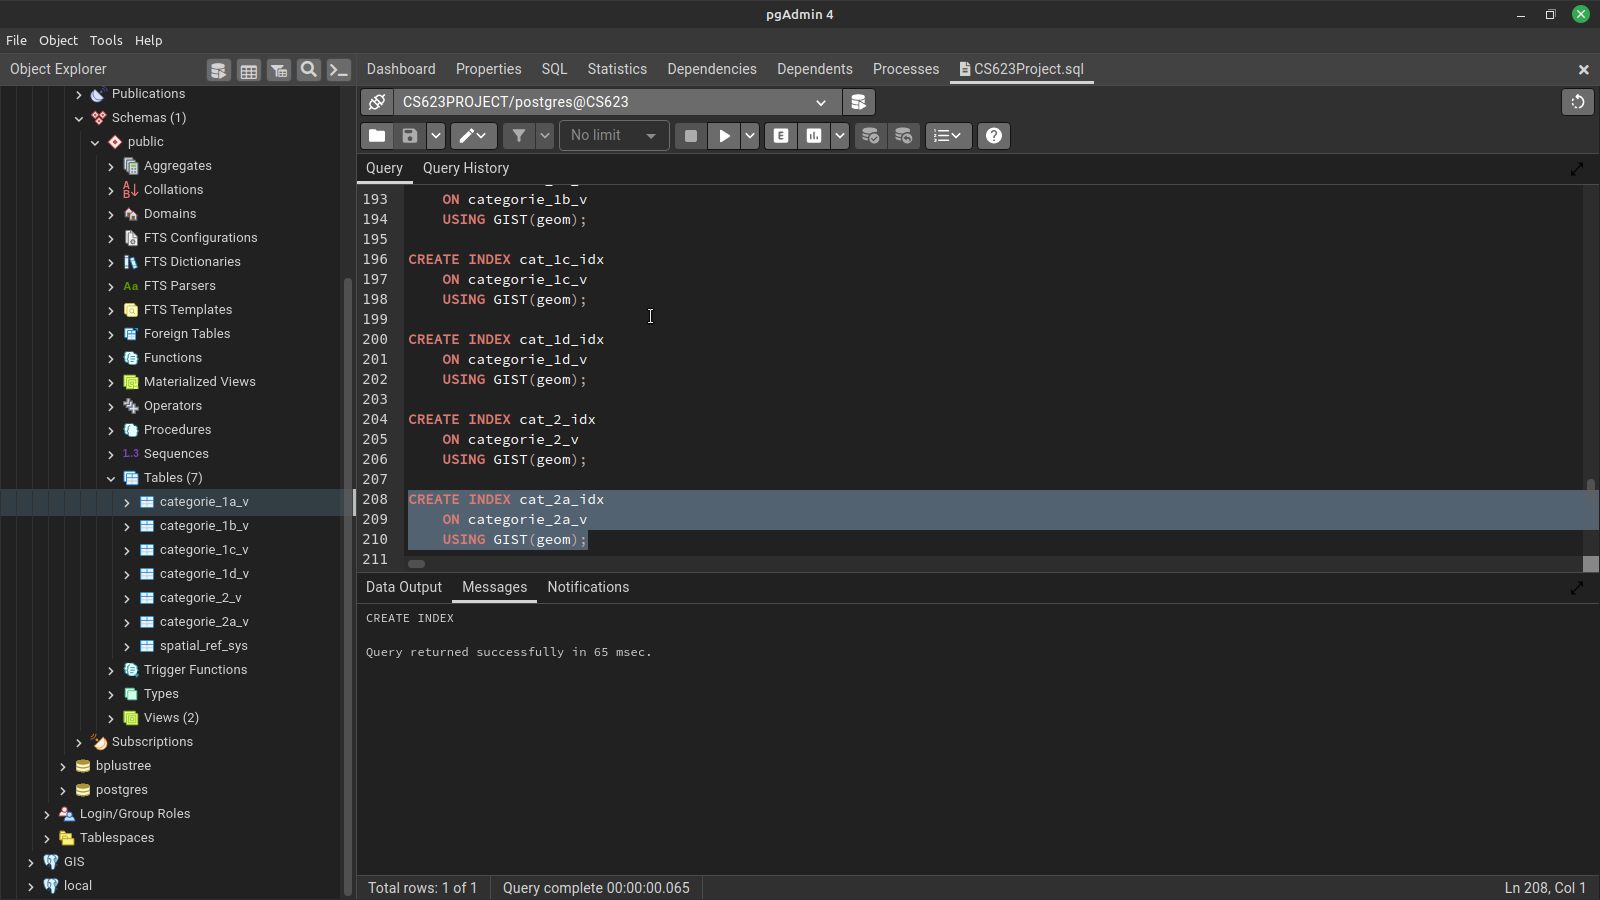 pgAdmin 4
File Object Tools Help
Object Explorer
Dashboard Properties SQL Statistics Dependencies Dependents Processes CS623Project.sql
Publications
Schemas (1)
public
Aggregates
Collations
Domains
FTS Configurations
FTS Dictionaries
Aa FTS Parsers
FTS Templates
Foreign Tables
Functions
Materialized Views
Operators
Procedures
1.3 Sequences
Tables (7)
categorie_1a_v
categorie_1b_v
categorie_1c_v
categorie_1d_v
categorie_2_v
categorie_2a_v
spatial_ref_sys
Trigger Functions
Types
Views (2)
Subscriptions
bplustree
postgres
Login/Group Roles
Tablespaces
GIS
local
CS623PROJECT/postgres@CS623
No limit
E
Query Query History
193 ON categorie_1b_v
194 USING GIST(geom);
195
196 CREATE INDEX cat_1c_idx
197 ON categorie_1c_v
198 USING GIST(geom);
199
200 CREATE INDEX cat_1d_idx
201 ON categorie_1d_v
202 USING GIST(geom);
203
204 CREATE INDEX cat_2_idx
205 ON categorie_2_v
206 USING GIST(geom);
207
208 CREATE INDEX cat_2a_idx
209 ON categorie_2a_v
210 USING GIST(geom);
211
Data Output Messages Notifications
CREATE INDEX
Query returned successfully in 65 msec.
Total rows: 1 of 1 Query complete 00:00:00.065 Ln 208, Col 1